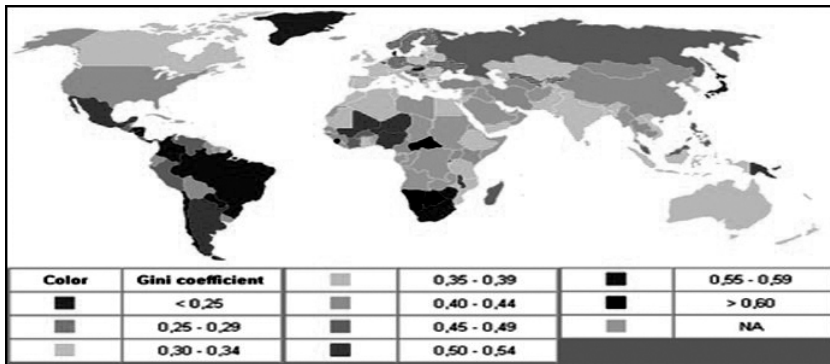 Color Gini coefficient 0,35 - 0,39 0,55 - 0,59
< 0,25 0,40 - 0,44 > 0,60
0,25 - 0,29 0,45 - 0,49 NA
0,30 - 0,34 0,50 - 0,54